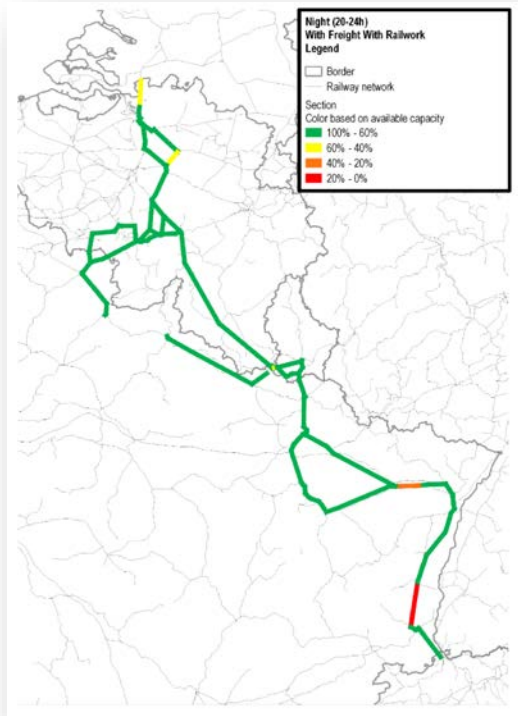 Night (20-24h)
With Freight With Railwork
Legend
Border
Railway network
Section
Color based on available capacity
100% - 60%
60% - 40%
40% - 20%
20% - 0%